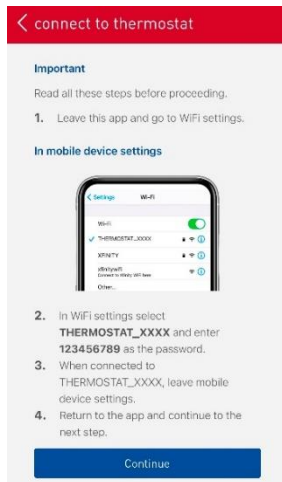 connect to thermostat
Important
Read all these steps before proceeding.
1. Leave this app and go to WiFi settings.
In mobile device settings
Settings Wi-Fi
Wi-Fi
THERMOSTAT_XXXX
XFINITY
xfinitywifi
Other...
2. In WiFi settings select
THERMOSTAT_XXXX and enter
123456789 as the password.
3. When connected to
THERMOSTAT_XXXX, leave mobile
device settings.
4. Return to the app and continue to the
next step.
Continue